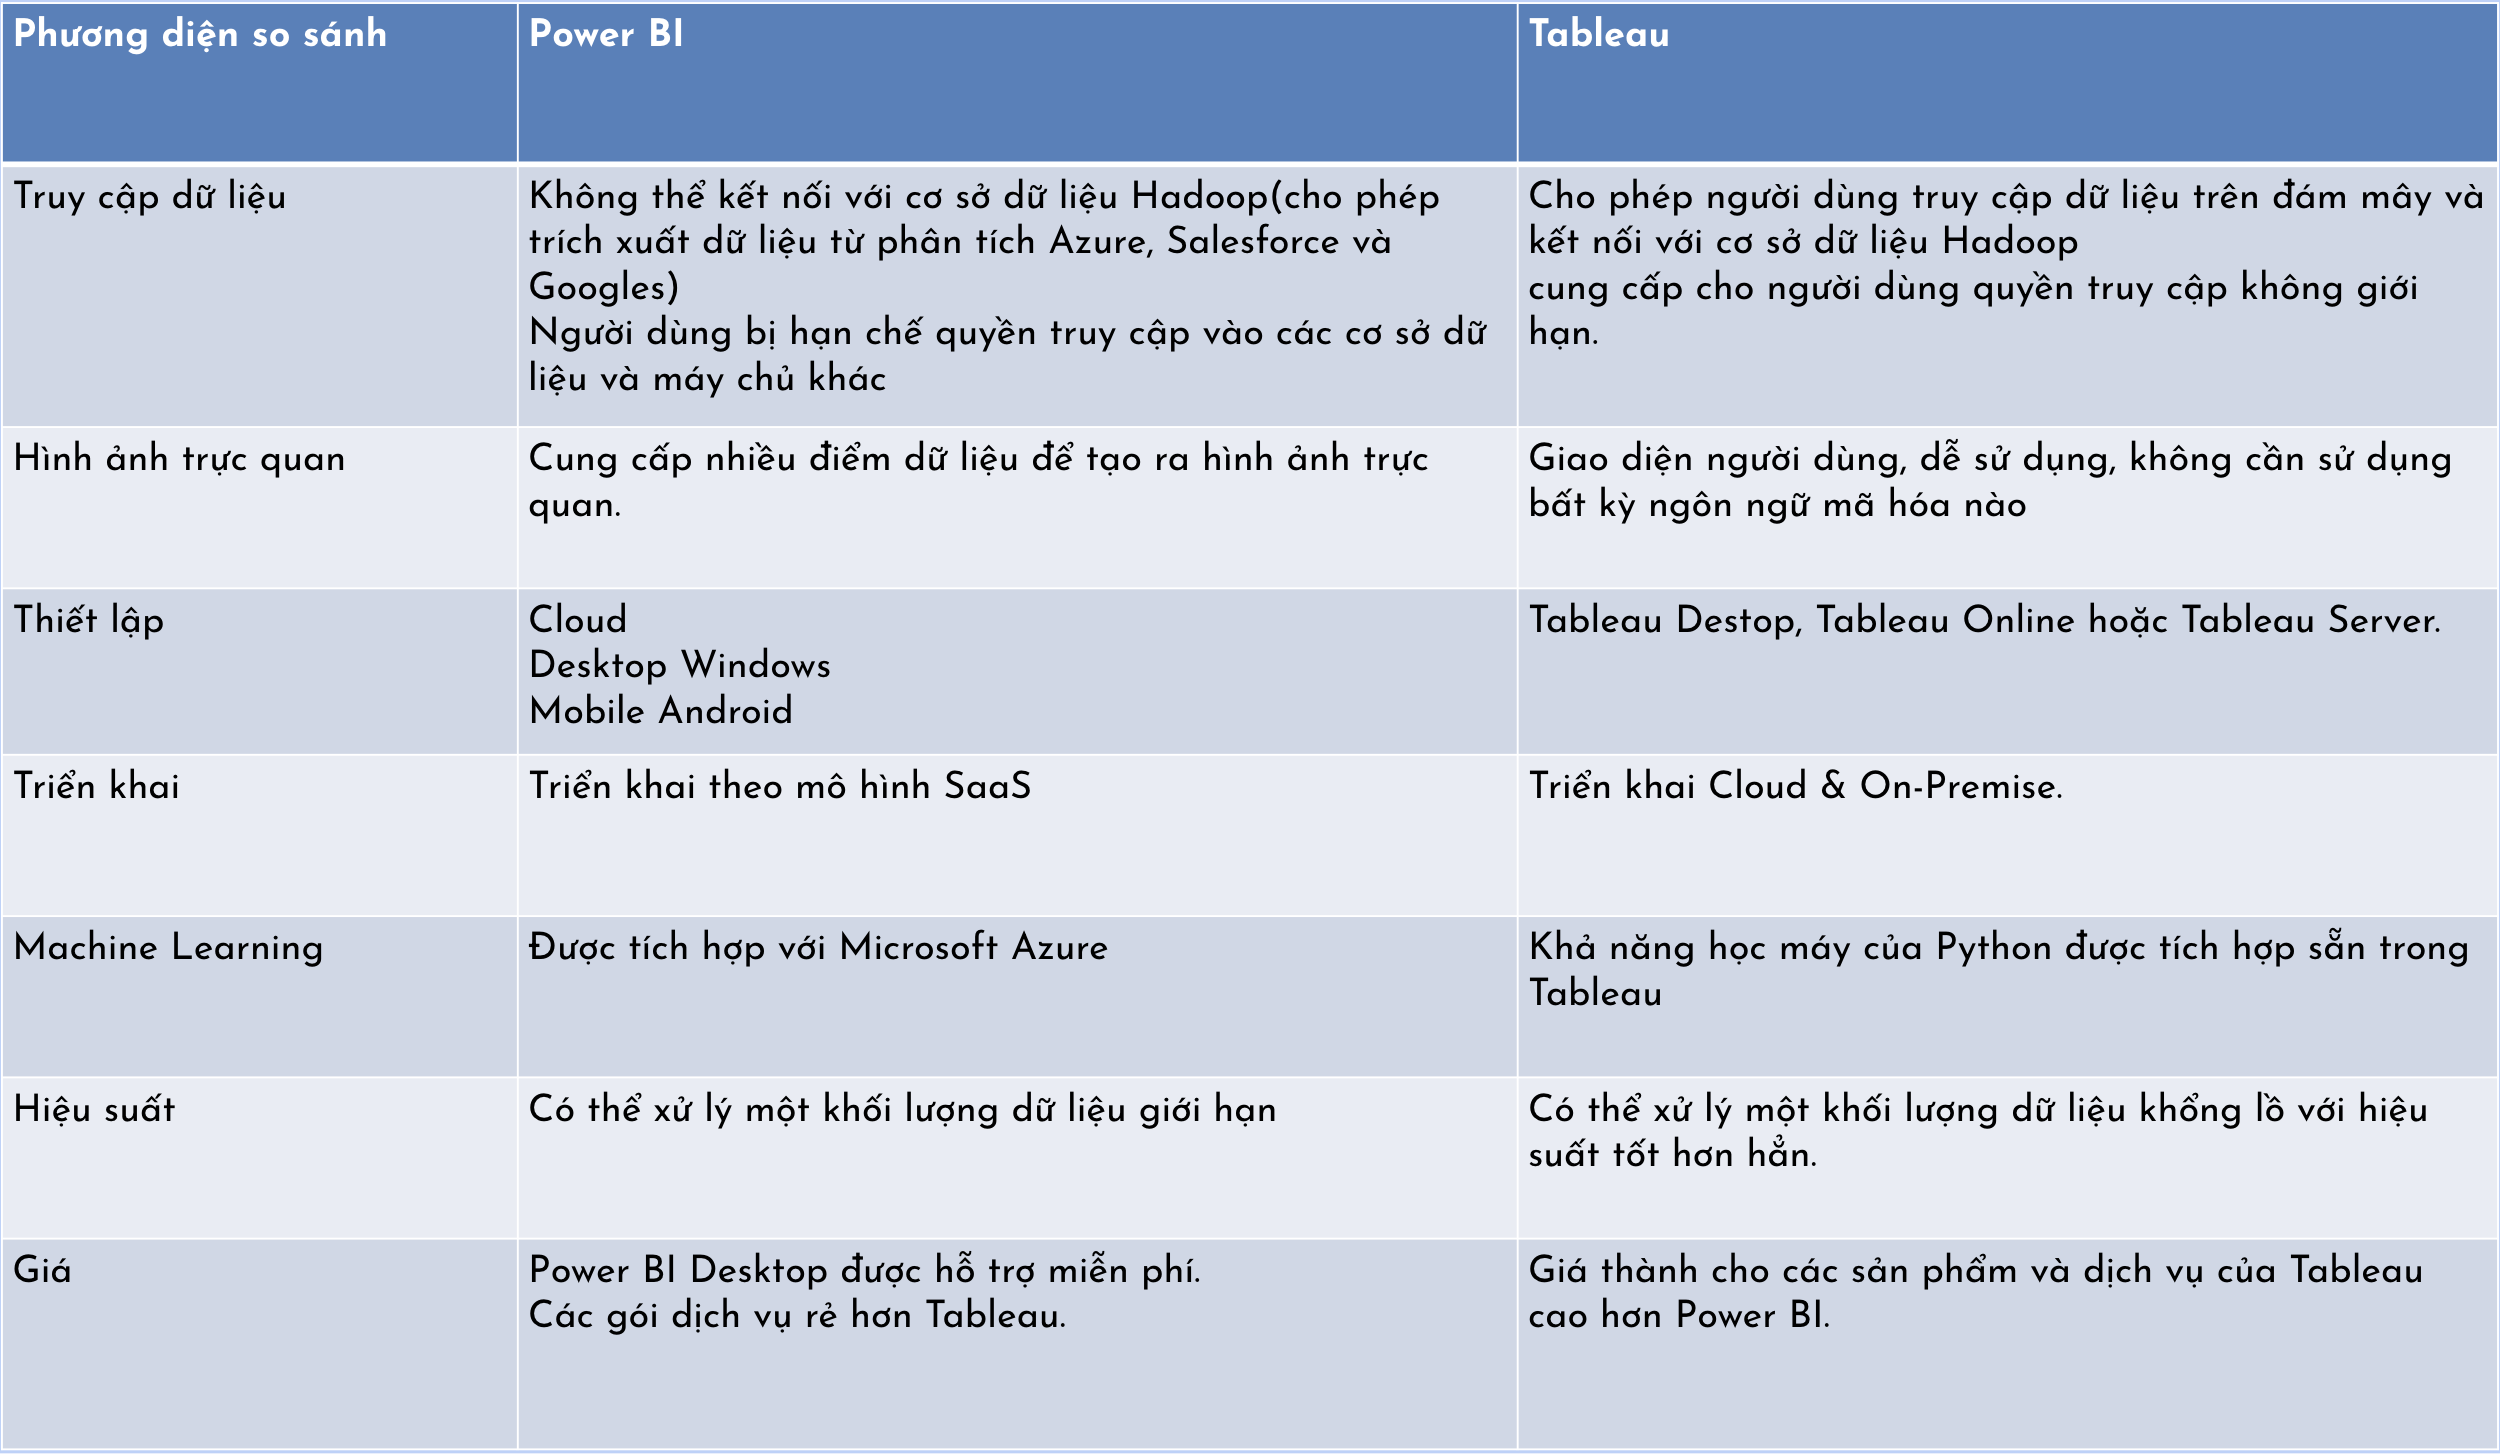 Phương diện so sánh
Power BI
Tableau
Truy cập dữ liệu
Không thể kết nối với cơ sở dữ liệu Hadoop(cho phép
trích xuất dữ liệu từ phân tích Azure, Salesforce và
Googles)
Người dùng bị hạn chế quyền truy cập vào các cơ sở dữ
liệu và máy chủ khác
Cho phép người dùng truy cập dữ liệu trên đám mây và
kết nối với cơ sở dữ liệu Hadoop
cung cấp cho người dùng quyền truy cập không giới
hạn.
Hình ảnh trực quan
Cung cấp nhiều điểm dữ liệu để tạo ra hình ảnh trực
quan.
Giao diện người dùng, dễ sử dụng, không cần sử dụng
bất kỳ ngôn ngữ mã hóa nào
Thiết lập
Cloud
Desktop Windows
Mobile Android
Tableau Destop, Tableau Online hoặc Tableau Server.
Triển khai
Triển khai theo mô hình SaaS
Triển khai Cloud & On-Premise.
Machine Learning
Được tích hợp với Microsoft Azure
Khả năng học máy của Python được tích hợp sẵn trong
Tableau
Hiệu suất
Có thể xử lý một khối lượng dữ liệu giới hạn
Có thể xử lý một khối lượng dữ liệu khổng lồ với hiệu
suất tốt hơn hẳn.
Giá
Power BI Desktop được hỗ trợ miễn phí.
Các gói dịch vụ rẻ hơn Tableau.
Giá thành cho các sản phẩm và dịch vụ của Tableau
cao hơn Power BI.